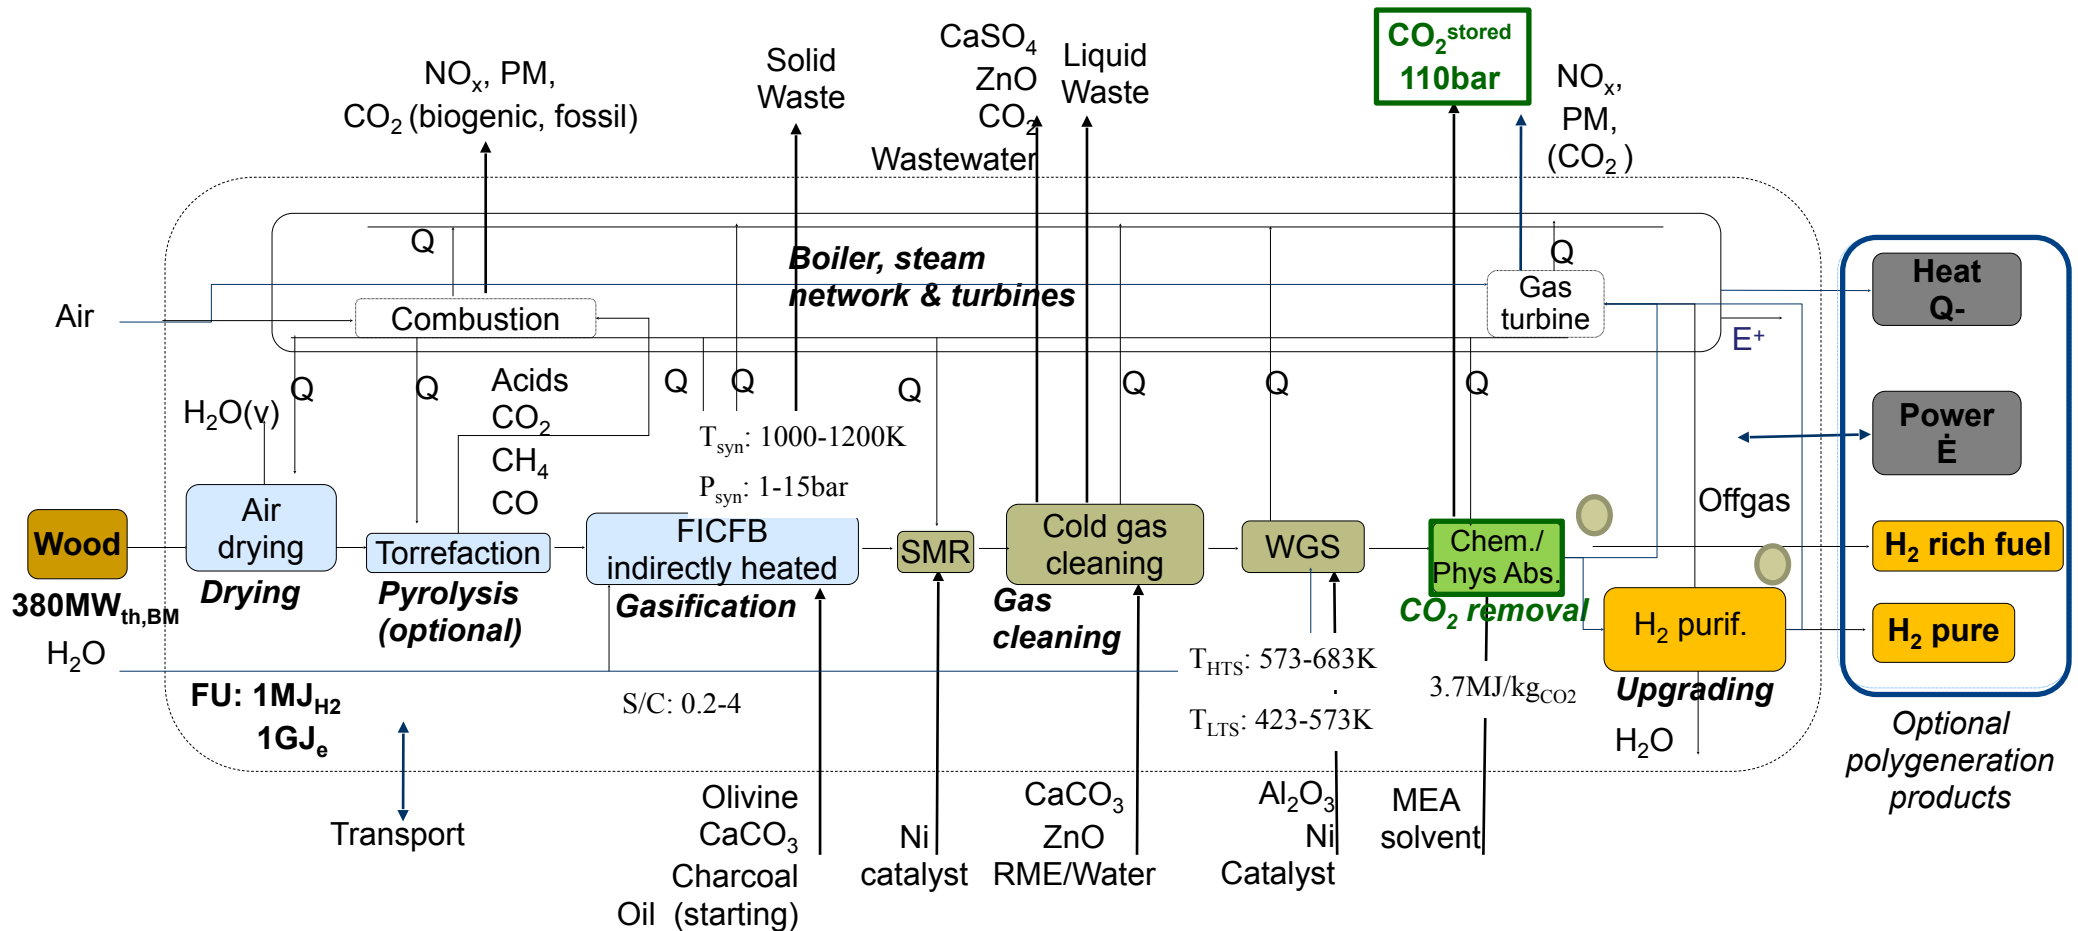 NOx, PM,
CO2 (biogenic, fossil)
Solid
Waste
CaSO4
ZnO
CO2
Wastewater
Liquid
Waste
CO2stored
110bar
NOx,
PM,
(CO2 )
Q
Boiler, steam
network & turbines
Q
Gas
turbine
Air
Combustion
Heat
Q-
E+
Q
Q
Q
Q
Q
Q
Q
Q
H2O(v)
Acids
CO2
CH4
CO
Tsyn: 1000-1200K
Psyn: 1-15bar
Power
Ė
Offgas
Wood
380MWth,BM
Air
drying
Drying
Torrefaction
Pyrolysis
(optional)
FICFB
indirectly heated
Gasification
SMR
Cold gas
cleaning
Gas
cleaning
WGS
Chem./
Phys Abs.
CO2 removal
H2 rich fuel
H2 purif.
Upgrading
H2 pure
H2O
FU: 1MJH2
1GJe
S/C: 0.2-4
THTS: 573-683K
TLTS: 423-573K
3.7MJ/kgCO2
H2O
Optional
polygeneration
products
Transport
Olivine
CaCO3
Charcoal
Oil (starting)
Ni
catalyst
CaCO3
ZnO
RME/Water
Al2O3
Ni
Catalyst
MEA
solvent